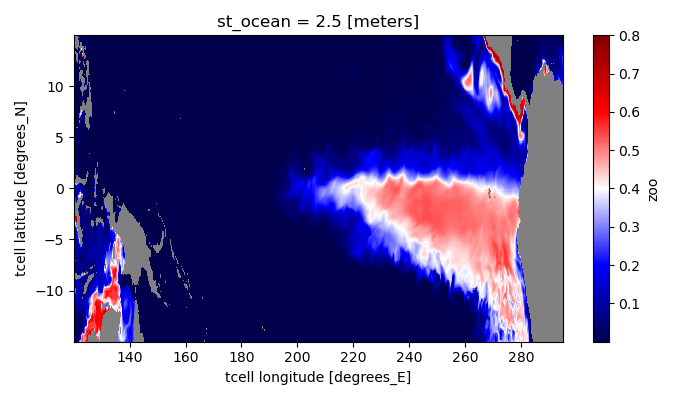 st_ocean = 2.5 [meters]
10
5
0
−5
−10
tcell latitude [degrees_N]
140 160 180 200 220 240 260 280
tcell longitude [degrees_E]
0.8
0.7
0.6
0.5
0.4
0.3
0.2
0.1
zoo